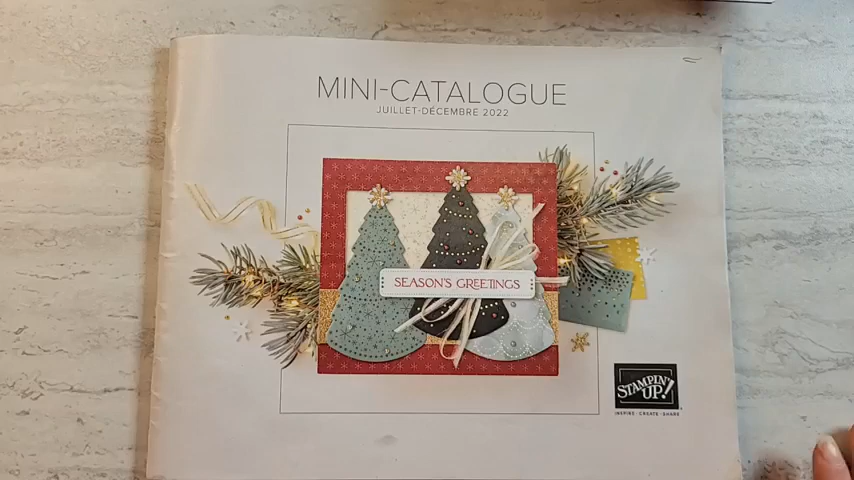 MINI-CATALOGUE
JUILLET-DÉCEMBRE 2022
SEASON'S GREETINGS
STAMPIN' UP!
INSPIRE · CREATE · SHARE